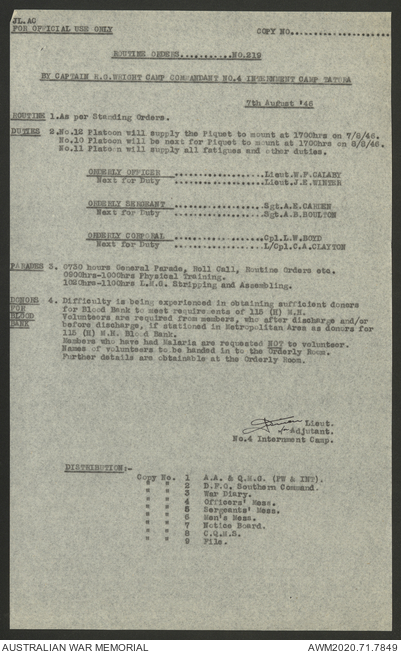 JL.AC
FOR OFFICIAL USE ONLY
COPY NO....................
ROUTINE ORDERS...........NO.219
BY CAPTAIN R.G.WRIGHT CAMP COMMANDANT NO.4 INTERNMENT CAMP TATURA
7th August '46
ROUTINE 1.As per Standing Orders.
DUTIES 2.No.12 Platoon will supply the Piquet to mount at 1700hrs on 7/8/46.
No.10 Platoon will be next for Piquet to mount at 1700hrs on 8/8/46.
No.11 Platoon will supply all fatigues and other duties.
ORDERLY OFFICER ..................Lieut.W.F.CALABY
Next for Duty ..................Lieut.J.E.WINTER
ORDERLY SERGEANT ..................Sgt.A.E.CARDEN
Next for Duty ..................Sgt.A.B.BOULTON
ORDERLY CORPORAL ..................Cpl.L.W.BOYD
Next for Duty ..................L/Cpl.C.A.CLAYTON
PARADES 3. 0730 hours General Parade, Roll Call, Routine Orders etc.
0900hrs-1000hrs Physical Training.
1030hrs-1100hrs L.M.G. Stripping and Assembling.
DONORS FOR BLOOD BANK 4. Difficulty is being experienced in obtaining sufficient donors
for Blood Bank to meet requirements of 115 (H) M.H.
Volunteers are required from members, who after discharge and/or
before discharge, if stationed in Metropolitan Area as donors for
115 (H) M.H. Blood Bank.
Members who have had Malaria are requested NOT to volunteer.
Names of volunteers to be handed in to the Orderly Room.
Further details are obtainable at the Orderly Room.
Lieut.
for Adjutant.
No.4 Internment Camp.
DISTRIBUTION:-
Copy No. 1 A.A. & Q.M.G. (PW & INT).
" " 2 D.F.O. Southern Command.
" " 3 War Diary.
" " 4 Officers' Mess.
" " 5 Sergeants' Mess.
" " 6 Men's Mess.
" " 7 Notice Board.
" " 8 C.Q.M.S.
" " 9 File.
AUSTRALIAN WAR MEMORIAL
AWM2020.71.7849